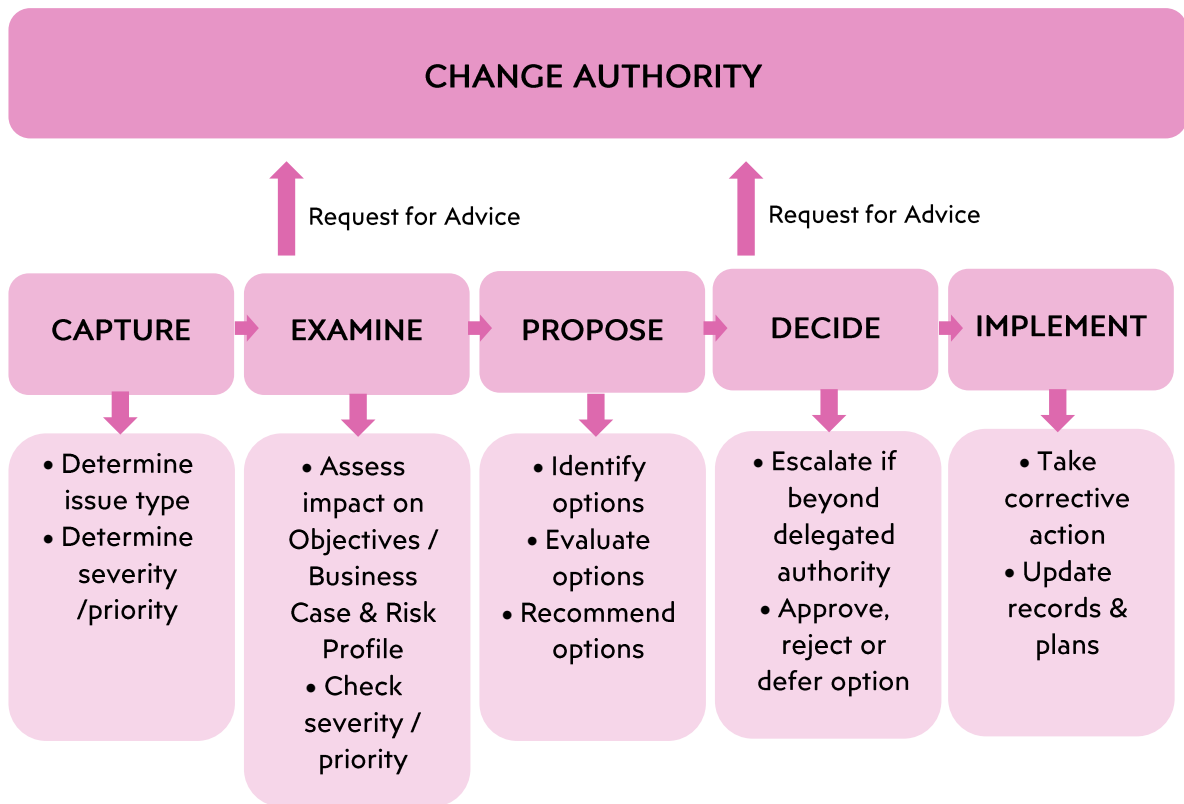 CHANGE AUTHORITY
Request for Advice
Request for Advice
CAPTURE
EXAMINE
PROPOSE
DECIDE
IMPLEMENT
• Determine
issue type
• Determine
severity
/priority
• Assess
impact on
Objectives /
Business
Case & Risk
Profile
• Check
severity /
priority
• Identify
options
• Evaluate
options
• Recommend
options
• Escalate if
beyond
delegated
authority
• Approve,
reject or
defer option
• Take
corrective
action
• Update
records &
plans